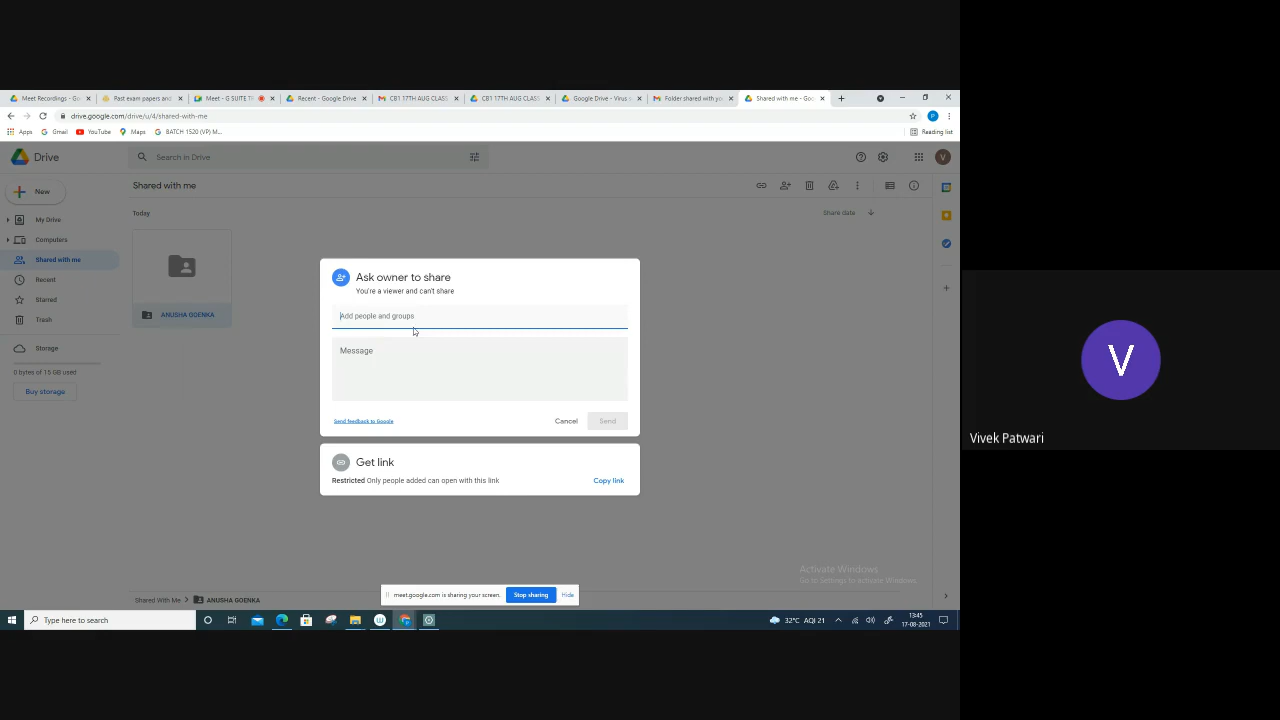 Meet Recordings - Go
Past exam papers and
Meet - G SUITE TR
Recent - Google Drive
CB1 17TH AUG CLASS
CB1 17TH AUG CLASS
Google Drive - Virus s
Folder shared with yo
Shared with me - Goo
drive.google.com/drive/u/4/shared-with-me
P
Apps
Gmail
YouTube
Maps
BATCH 1520 (VP) M...
Reading list
Drive
Search in Drive
V
New
Shared with me
My Drive
Today
Share date
Computers
Shared with me
Recent
Starred
Trash
Storage
0 bytes of 15 GB used
Buy storage
ANUSHA GOENKA
Ask owner to share
You're a viewer and can't share
Add people and groups
Message
Send feedback to Google
Cancel
Send
Get link
Restricted Only people added can open with this link
Copy link
Activate Windows
Go to Settings to activate Windows.
Shared With Me
ANUSHA GOENKA
meet.google.com is sharing your screen.
Stop sharing
Hide
Type here to search
32°C AQI 21
13:45
17-08-2021
V
Vivek Patwari